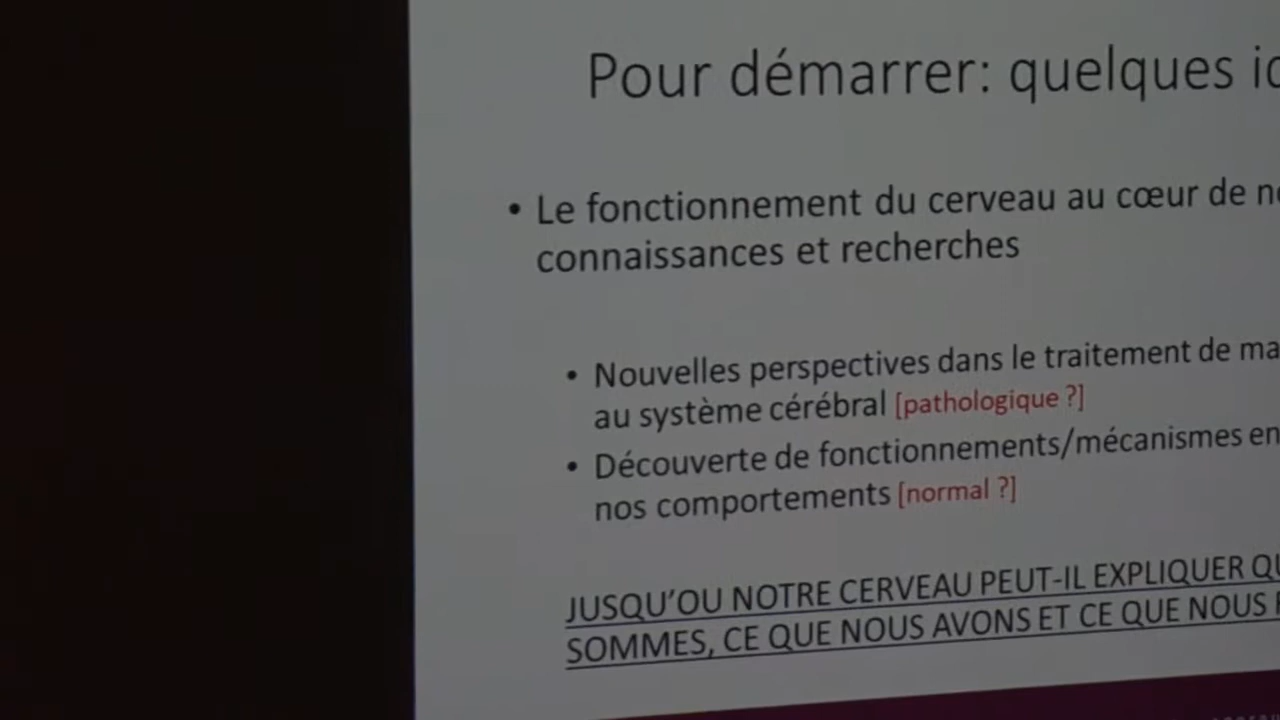 Pour démarrer: quelques
• Le fonctionnement du cerveau au cœur de
connaissances et recherches
• Nouvelles perspectives dans le traitement de
au système cérébral [pathologique ?]
• Découverte de fonctionnements/mécanismes
nos comportements [normal ?]
JUSQU'OU NOTRE CERVEAU PEUT-IL EXPLIQUER
SOMMES, CE QUE NOUS AVONS ET CE QUE NOUS